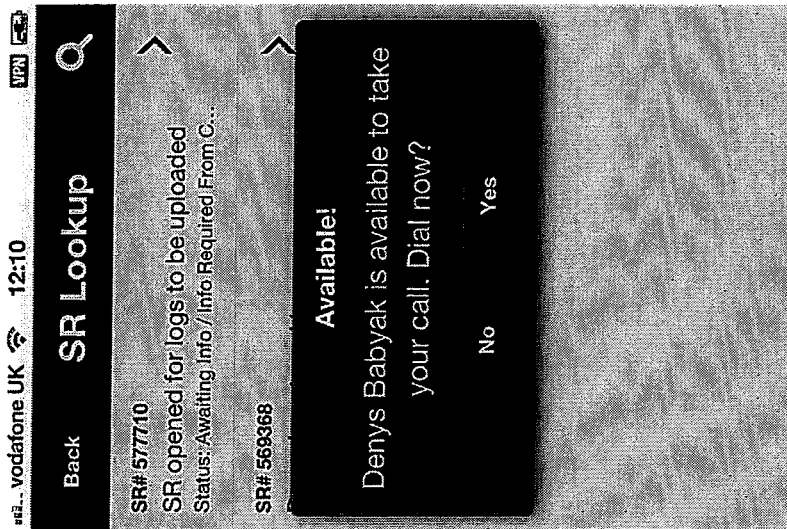 vodafone UK 12:10 VPN
Back SR Lookup
SR# 577710
SR opened for logs to be uploaded
Status: Awaiting Info / Info Required From C...
SR# 569368
Available!
Denys Babyak is available to take
your call. Dial now?
No Yes